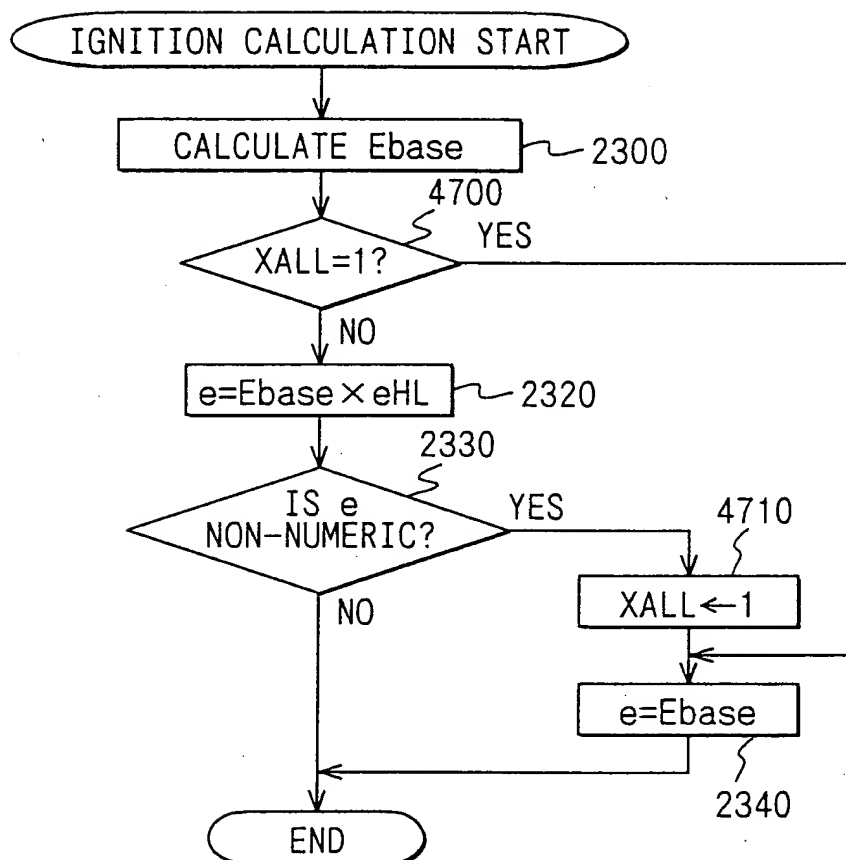 IGNITION CALCULATION START
CALCULATE Ebase
2300
4700
XALL=1?
YES
NO
e=Ebase×eHL
2320
2330
IS e
NON-NUMERIC?
YES
4710
NO
XALL←1
e=Ebase
2340
END